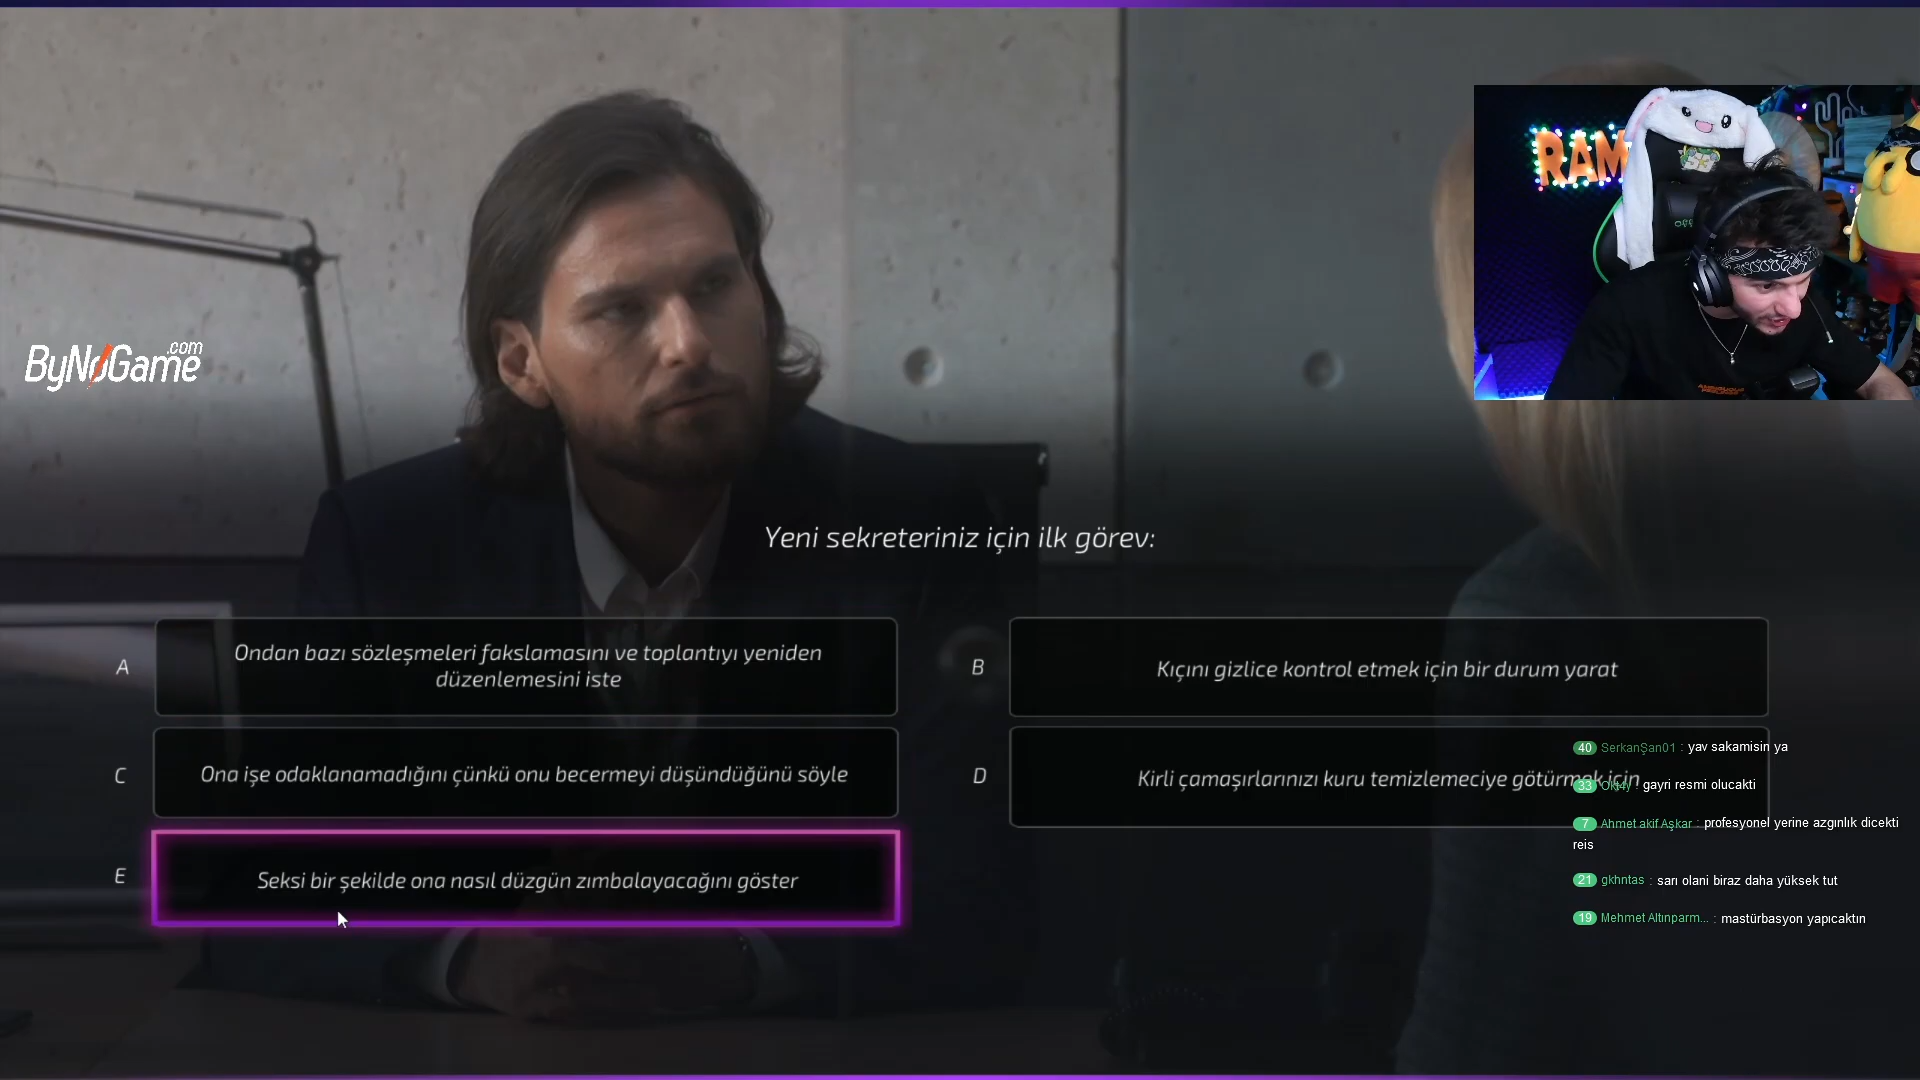 RAM
ByNoGame.com
Yeni sekreteriniz için ilk görev:
A
Ondan bazı sözleşmeleri fakslamasını ve toplantıyı yeniden
düzenlemesini iste
B
Kıçını gizlice kontrol etmek için bir durum yarat
C
Ona işe odaklanamadığını çünkü onu becermeyi düşündüğünü söyle
D
Kirli çamaşırlarınızı kuru temizlemeciye götürmek için
E
Seksi bir şekilde ona nasıl düzgün zımbalayacağını göster
40 SerkanŞan01 : yav sakamisin ya
33 : gayri resmi olucakti
7 Ahmet akif Aşkar : profesyonel yerine azgınlık dicekti
reis
21 gkhntas : sarı olani biraz daha yüksek tut
19 Mehmet Altınparm... : mastürbasyon yapıcaktın